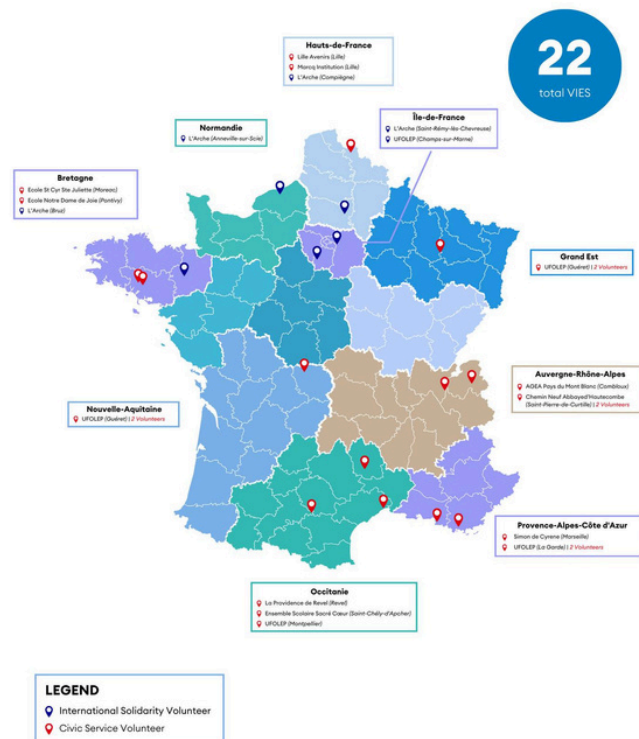 22
total VIES
Hauts-de-France
Lille Avenirs (Lille)
Marcq Institution (Lille)
L'Arche (Compiègne)
Île-de-France
L'Arche (Saint-Rémy-lès-Chevreuse)
UFOLEP (Champs-sur-Marne)
Normandie
L'Arche (Anneville-sur-Scie)
Bretagne
Ecole St Cyr Ste Juliette (Moreac)
Ecole Notre Dame de Joie (Pontivy)
L'Arche (Bruz)
Grand Est
UFOLEP (Guéret) | 2 Volunteers
Auvergne-Rhône-Alpes
AGEA Pays du Mont Blanc (Combloux)
Chemin Neuf Abbayed'Hautecombe
(Saint-Pierre-de-Curtille) | 2 Volunteers
Nouvelle-Aquitaine
UFOLEP (Guéret) | 2 Volunteers
Provence-Alpes-Côte d'Azur
Simon de Cyrene (Marseille)
UFOLEP (La Garde) | 2 Volunteers
Occitanie
La Providence de Revel (Revel)
Ensemble Scolaire Sacré Cœur (Saint-Chély-d'Apcher)
UFOLEP (Montpellier)
LEGEND
International Solidarity Volunteer
Civic Service Volunteer